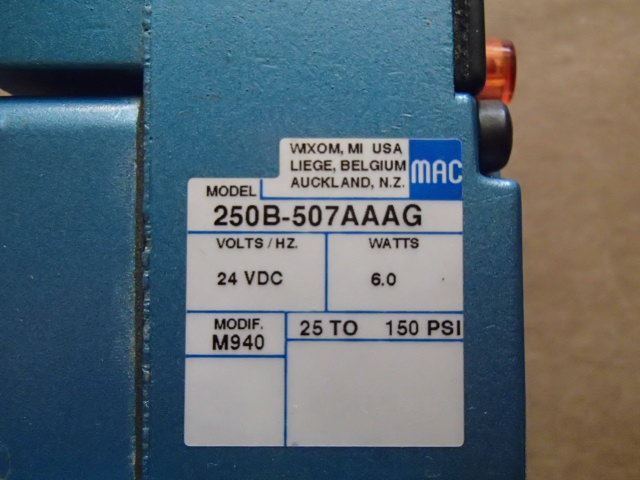 WIXOM, MI USA
LIEGE, BELGIUM
AUCKLAND, N.Z.
MAC
MODEL
250B-507AAAG
VOLTS / HZ.
WATTS
24 VDC
6.0
MODIF.
M940
25 TO 150 PSI